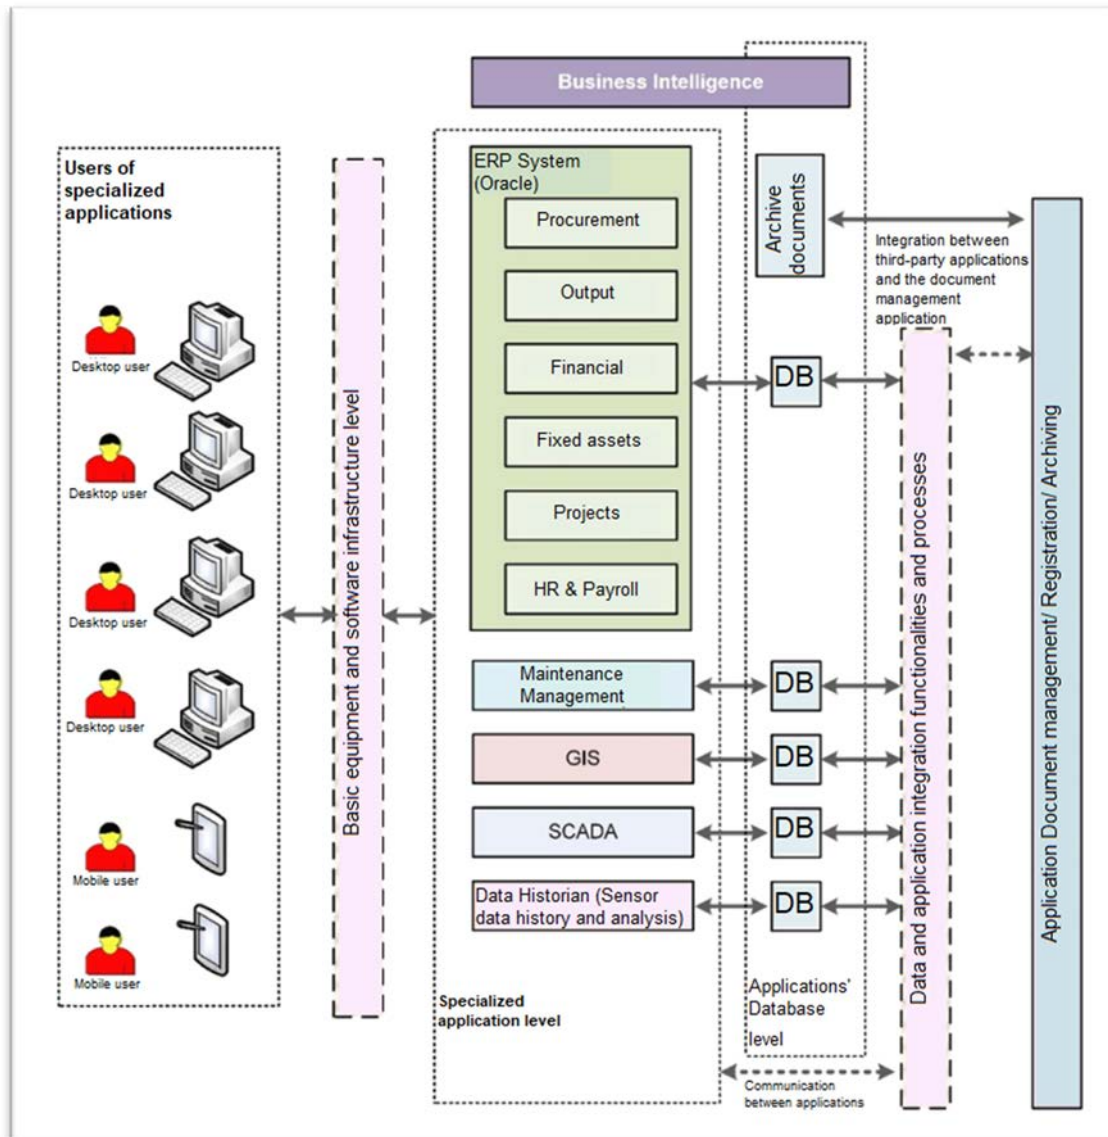 Business Intelligence
Users of
specialized
applications
Desktop user
Desktop user
Desktop user
Desktop user
Mobile user
Mobile user
Basic equipment and software infrastructure level
ERP System
(Oracle)
Procurement
Output
Financial
Fixed assets
Projects
HR & Payroll
Maintenance
Management
GIS
SCADA
Data Historian (Sensor
data history and analysis)
Specialized
application level
Archive
documents
DB
DB
DB
DB
DB
Applications'
Database
level
Communication
between applications
Integration between
third-party applications
and the document
management
application
Data and application integration functionalities and processes
Application Document management/ Registration/ Archiving